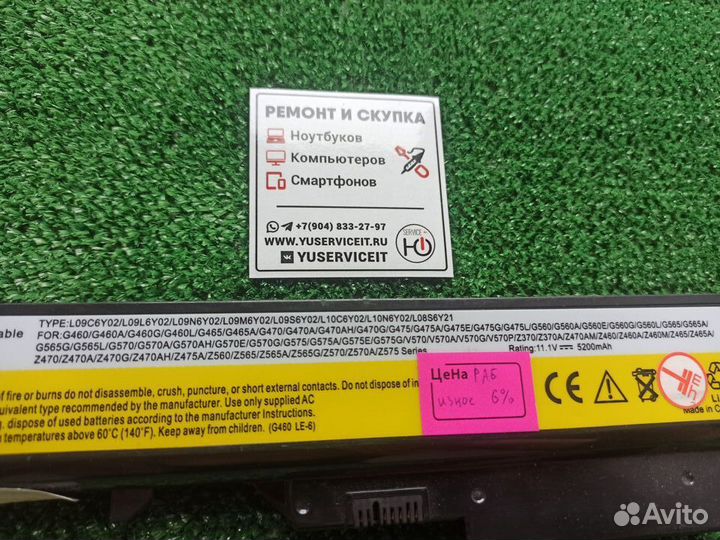 РЕМОНТ И СКУПКА
Ноутбуков
Компьютеров
Смартфонов
+7(904) 833-27-97
WWW.YUSERVICEIT.RU
YUSERVICEIT
SERVICE +
Ю
able
TYPE:L09C6Y02/L09L6Y02/L09N6Y02/L09M6Y02/L09S6Y02/L10C6Y02/L10N6Y02/L08S6Y21
FOR:G460/G460A/G460G/G460L/G465/G465A/G470/G470A/G470AH/G470G/G475/G475A/G475E/G475G/G475L/G560/G560A/G560E/G560G/G560L/G565/G565A/
G565G/G565L/G570/G570A/G570AH/G570E/G570G/G575/G575A/G575E/G575G/V570/V570A/V570G/V570P/Z370/Z370A/Z470AM/Z460/Z460A/Z460M/Z465/Z465A/
Z470/Z470A/Z470G/Z470AH/Z475A/Z560/Z565/Z565A/Z565G/Z570/Z570A/Z575 Series
Rating:11.1V 5200mAh
of fire or burns do not disassemble, crush, puncture, or short external contacts. Do not expose
quivalent type recommended by the manufacturer. Use only supplied AC
g. dispose of used batteries according to the manufacturer Instructions.
temperatures above 60°C (140°F). Keep away from children. (G460 LE-6)
Цена РАБ
износ 6%
Li
Made in C
Avito